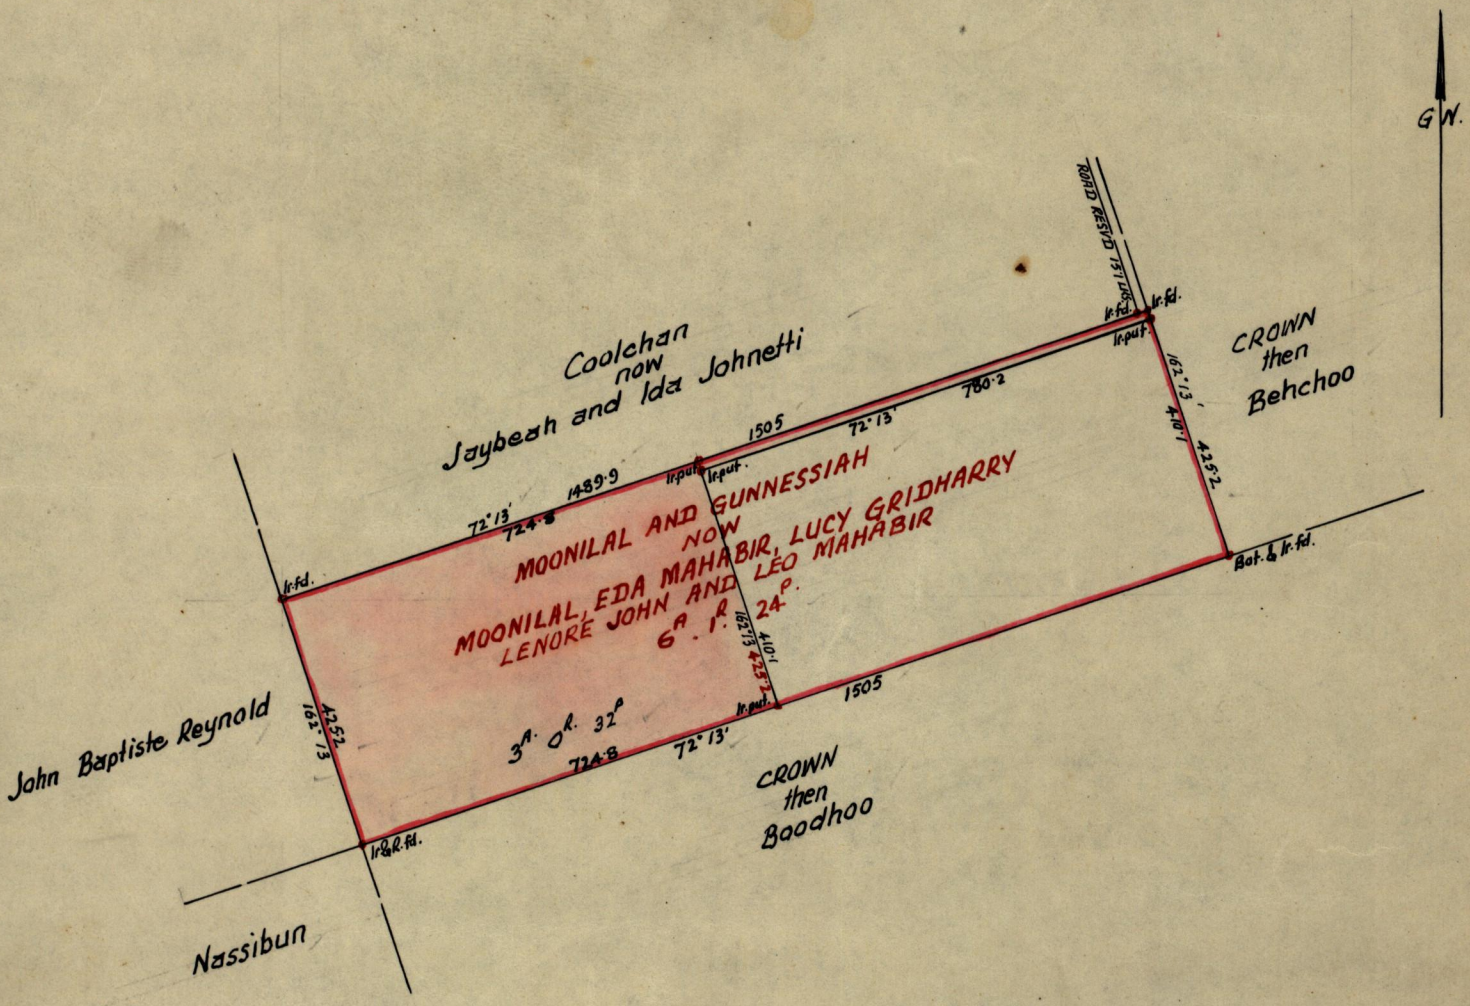 G N.
ROAD RESVD 15'1 LKS.
Ir.fd.
Ir.fd.
Ir.put.
CROWN
then
Behchoo
162°13'
410.1
425.2
Bot. & Ir.fd.
Coolchan
now
Jaybeah and Ida Johnetti
1505
72°13'
780.2
Ir.put
Ir.put.
1489.9
72°13'
724.8
Ir.fd.
MOONILAL AND GUNNESSIAH
NOW
MOONILAL, EDA MAHABIR, LUCY GRIDHARRY
LENORE JOHN AND LEO MAHABIR
6A. 1R. 24P.
162°13
410.1
425.2
Ir.put.
3A. 0R. 32P
724.8
72°13'
1505
4252
162°13
John Baptiste Reynold
CROWN
then
Boodhoo
Ir&R.fd.
Nassibun